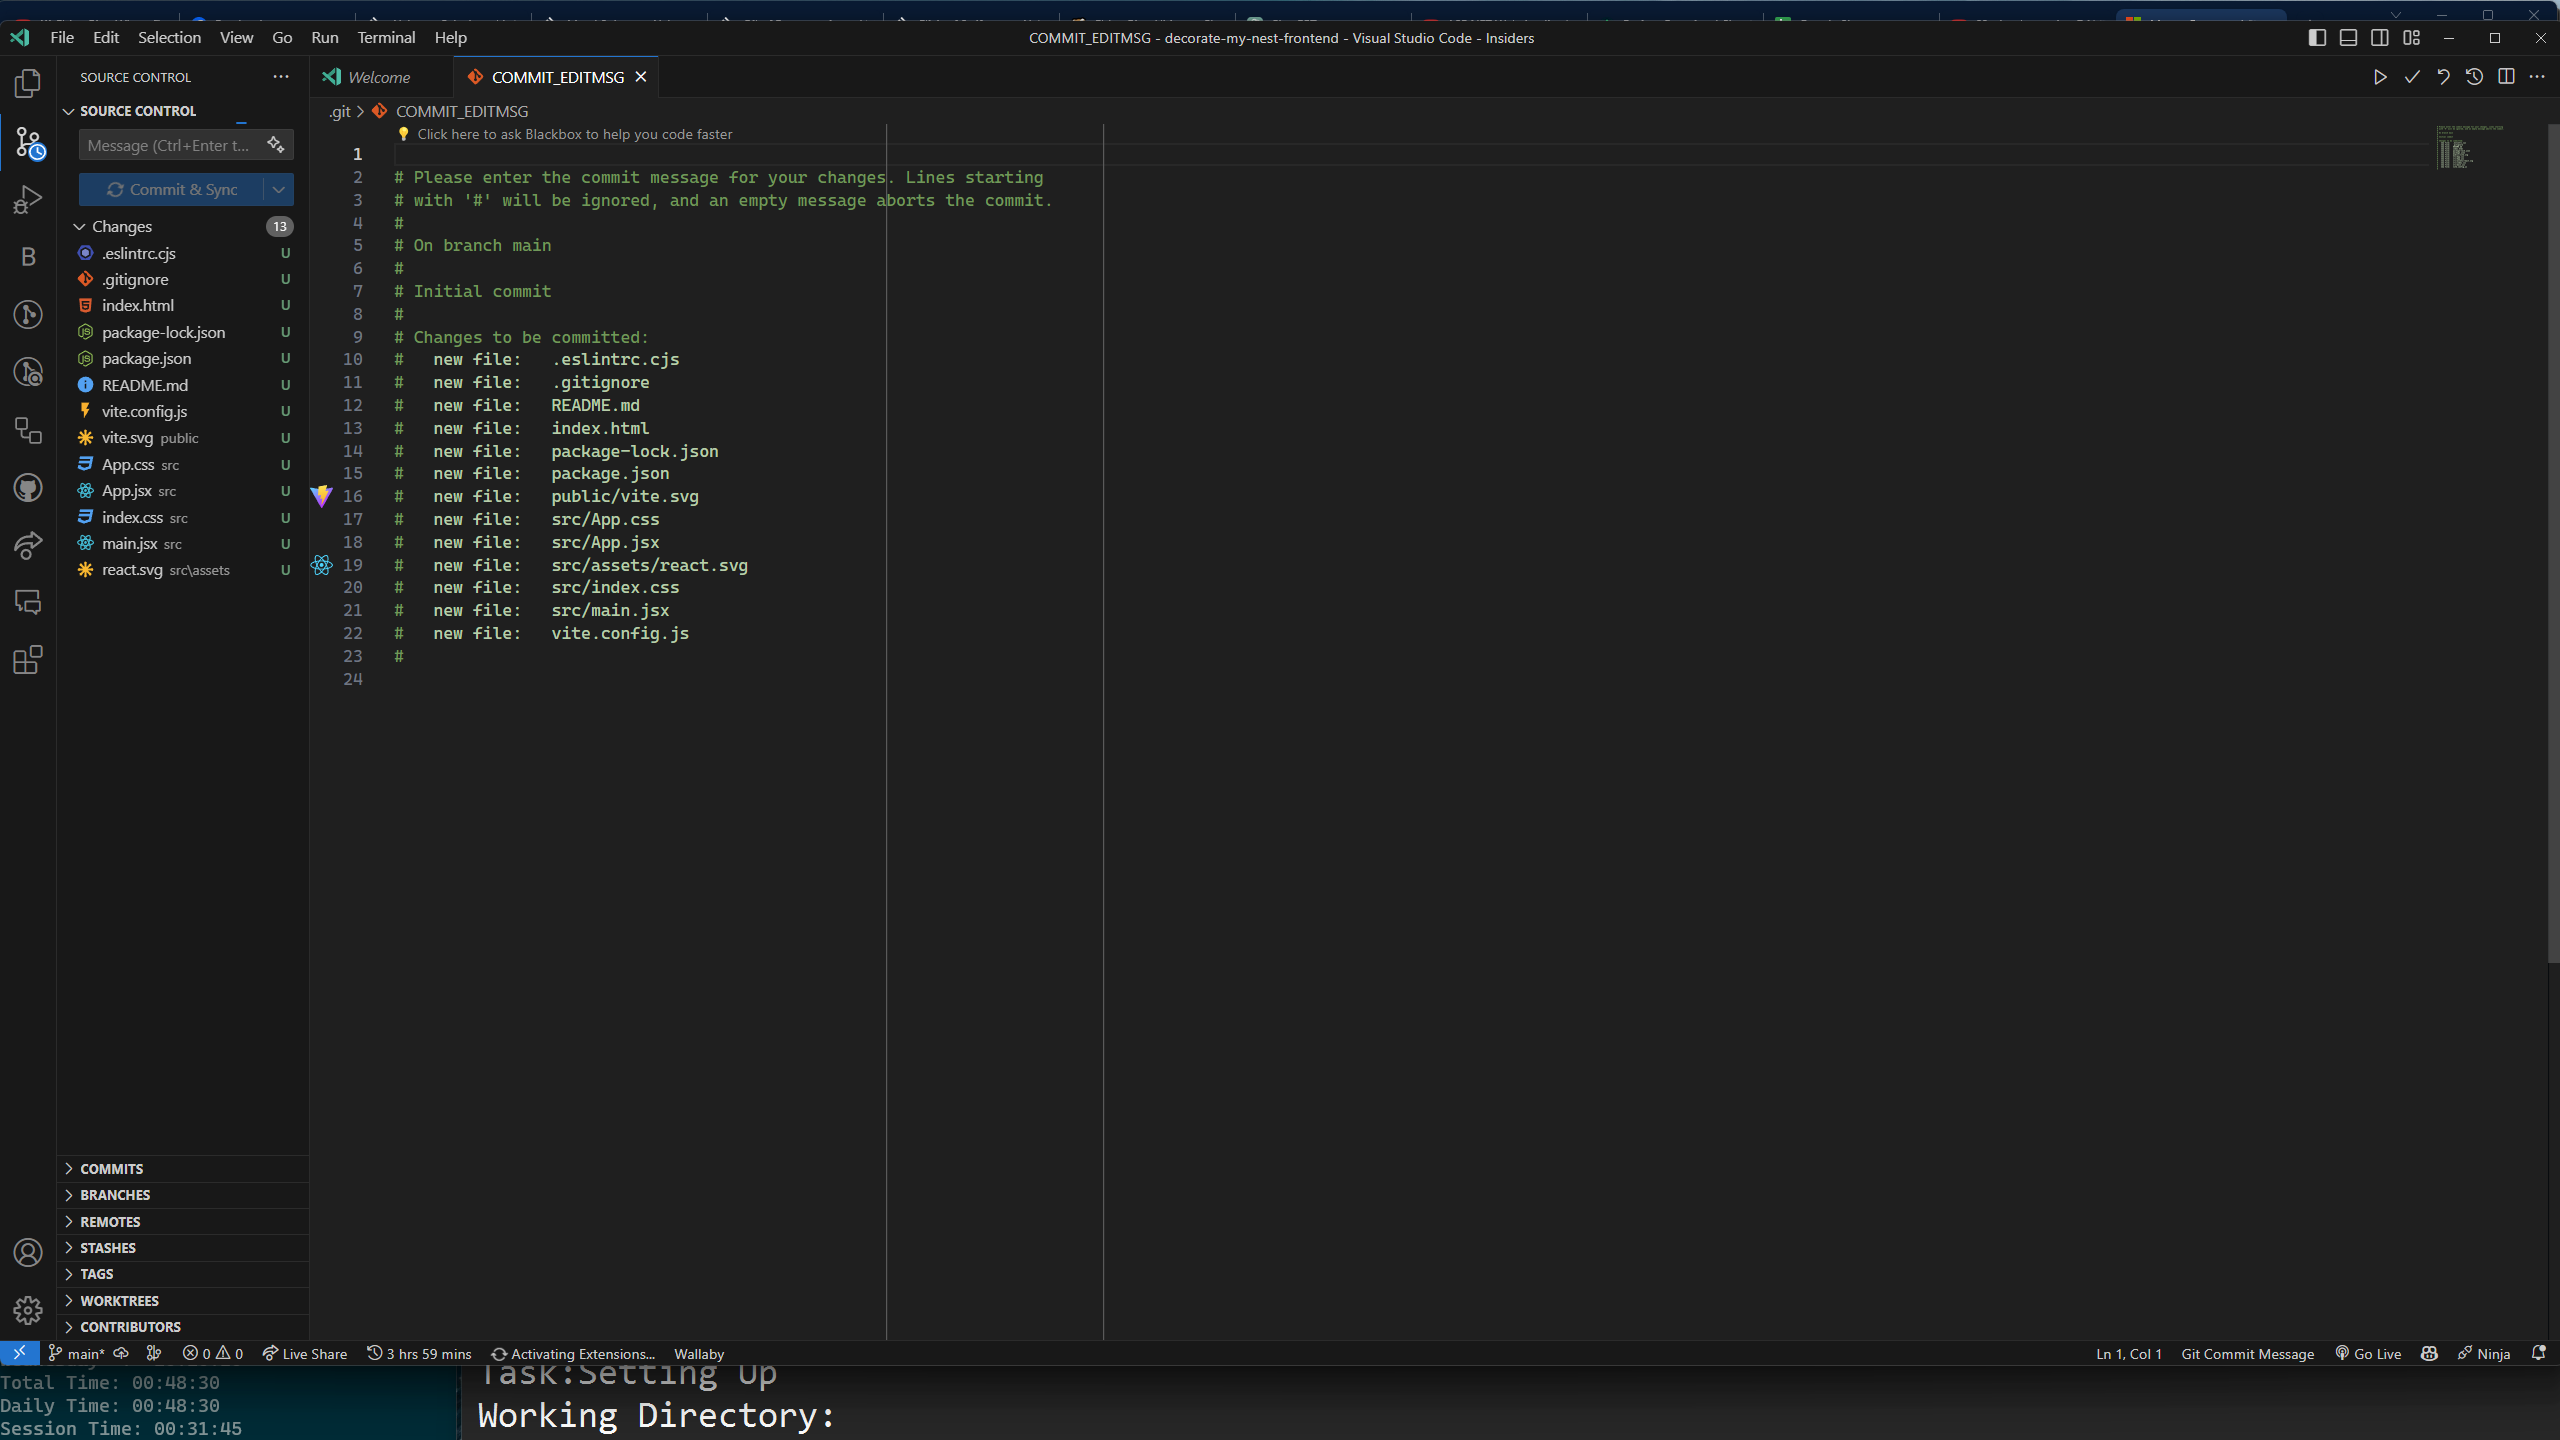 File Edit Selection View Go Run Terminal Help
COMMIT_EDITMSG - decorate-my-nest-frontend - Visual Studio Code - Insiders
SOURCE CONTROL ...
Welcome
COMMIT_EDITMSG
SOURCE CONTROL
.git > COMMIT_EDITMSG
Message (Ctrl+Enter t...
Commit & Sync
Changes 13
.eslintrc.cjs U
.gitignore U
index.html U
package-lock.json U
package.json U
README.md U
vite.config.js U
vite.svg public U
App.css src U
App.jsx src U
index.css src U
main.jsx src U
react.svg src\assets U
COMMITS
BRANCHES
REMOTES
STASHES
TAGS
WORKTREES
CONTRIBUTORS
Click here to ask Blackbox to help you code faster
1
2 # Please enter the commit message for your changes. Lines starting
3 # with '#' will be ignored, and an empty message aborts the commit.
4 #
5 # On branch main
6 #
7 # Initial commit
8 #
9 # Changes to be committed:
10 # new file: .eslintrc.cjs
11 # new file: .gitignore
12 # new file: README.md
13 # new file: index.html
14 # new file: package-lock.json
15 # new file: package.json
16 # new file: public/vite.svg
17 # new file: src/App.css
18 # new file: src/App.jsx
19 # new file: src/assets/react.svg
20 # new file: src/index.css
21 # new file: src/main.jsx
22 # new file: vite.config.js
23 #
24
main* 0 0 Live Share 3 hrs 59 mins Activating Extensions... Wallaby
Ln 1, Col 1 Git Commit Message Go Live Ninja
Total Time: 00:48:30
Daily Time: 00:48:30
Session Time: 00:31:45
Task:Setting Up
Working Directory: